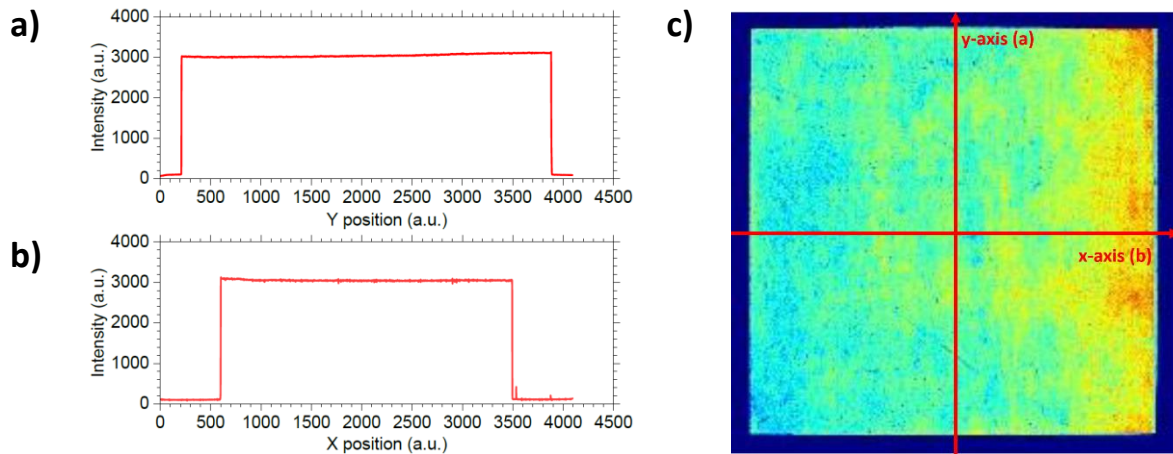 a)
4000
3000
2000
1000
0
Intensity (a.u.)
0 500 1000 1500 2000 2500 3000 3500 4000 4500
Y position (a.u.)
b)
4000
3000
2000
1000
0
Intensity (a.u.)
0 500 1000 1500 2000 2500 3000 3500 4000 4500
X position (a.u.)
c)
y-axis (a)
x-axis (b)